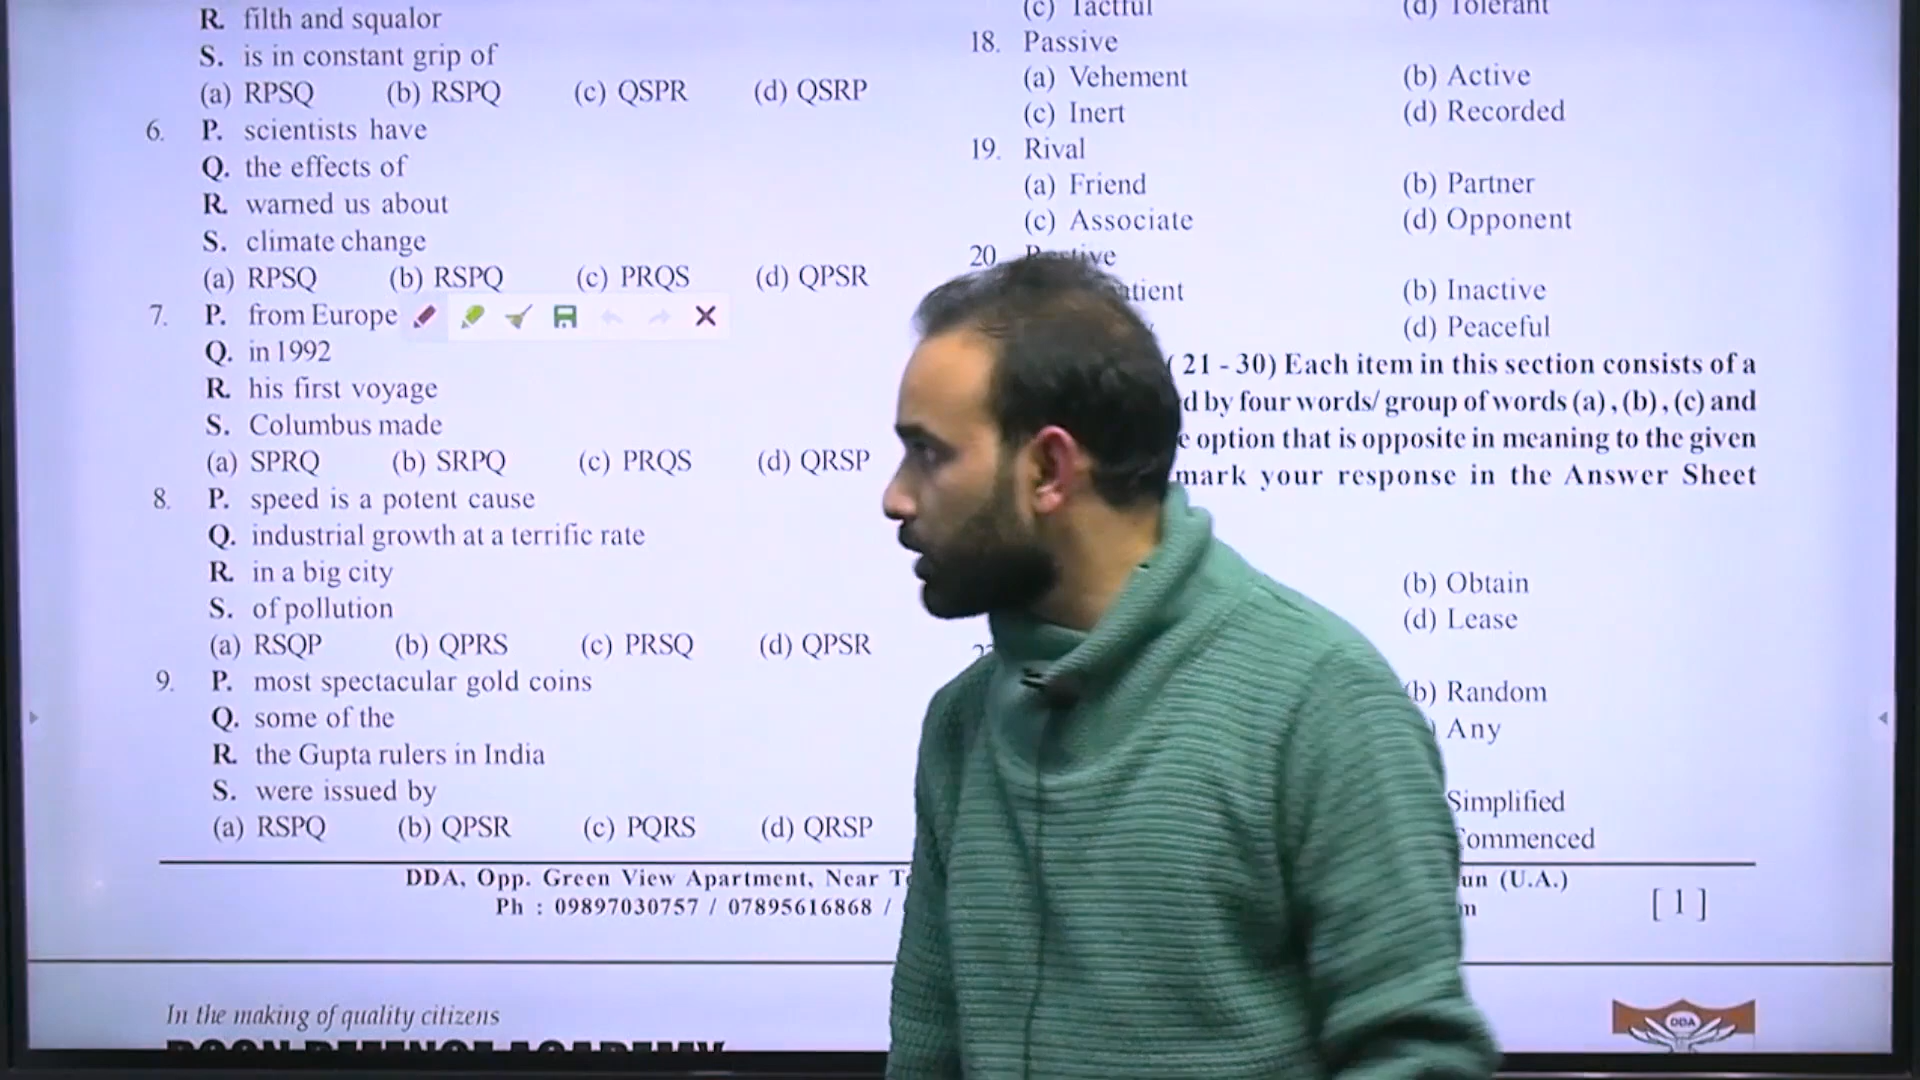 R. filth and squalor
S. is in constant grip of
(a) RPSQ (b) RSPQ (c) QSPR (d) QSRP
6. P. scientists have
Q. the effects of
R. warned us about
S. climate change
(a) RPSQ (b) RSPQ (c) PRQS (d) QPSR
7. P. from Europe
Q. in 1992
R. his first voyage
S. Columbus made
(a) SPRQ (b) SRPQ (c) PRQS (d) QRSP
8. P. speed is a potent cause
Q. industrial growth at a terrific rate
R. in a big city
S. of pollution
(a) RSQP (b) QPRS (c) PRSQ (d) QPSR
9. P. most spectacular gold coins
Q. some of the
R. the Gupta rulers in India
S. were issued by
(a) RSPQ (b) QPSR (c) PQRS (d) QRSP
(c) Tactful (d) Tolerant
18. Passive
(a) Vehement (b) Active
(c) Inert (d) Recorded
19. Rival
(a) Friend (b) Partner
(c) Associate (d) Opponent
20
(b) Inactive
(d) Peaceful
( 21 - 30) Each item in this section consists of a
by four words/ group of words (a) , (b) , (c) and
option that is opposite in meaning to the given
mark your response in the Answer Sheet
(b) Obtain
(d) Lease
(b) Random
Any
Simplified
DDA, Opp. Green View Apartment, Near
(U.A.)
Ph : 09897030757 / 07895616868 /
[ 1 ]
In the making of quality citizens
DOON DEFENCE ACADEMY
DDA